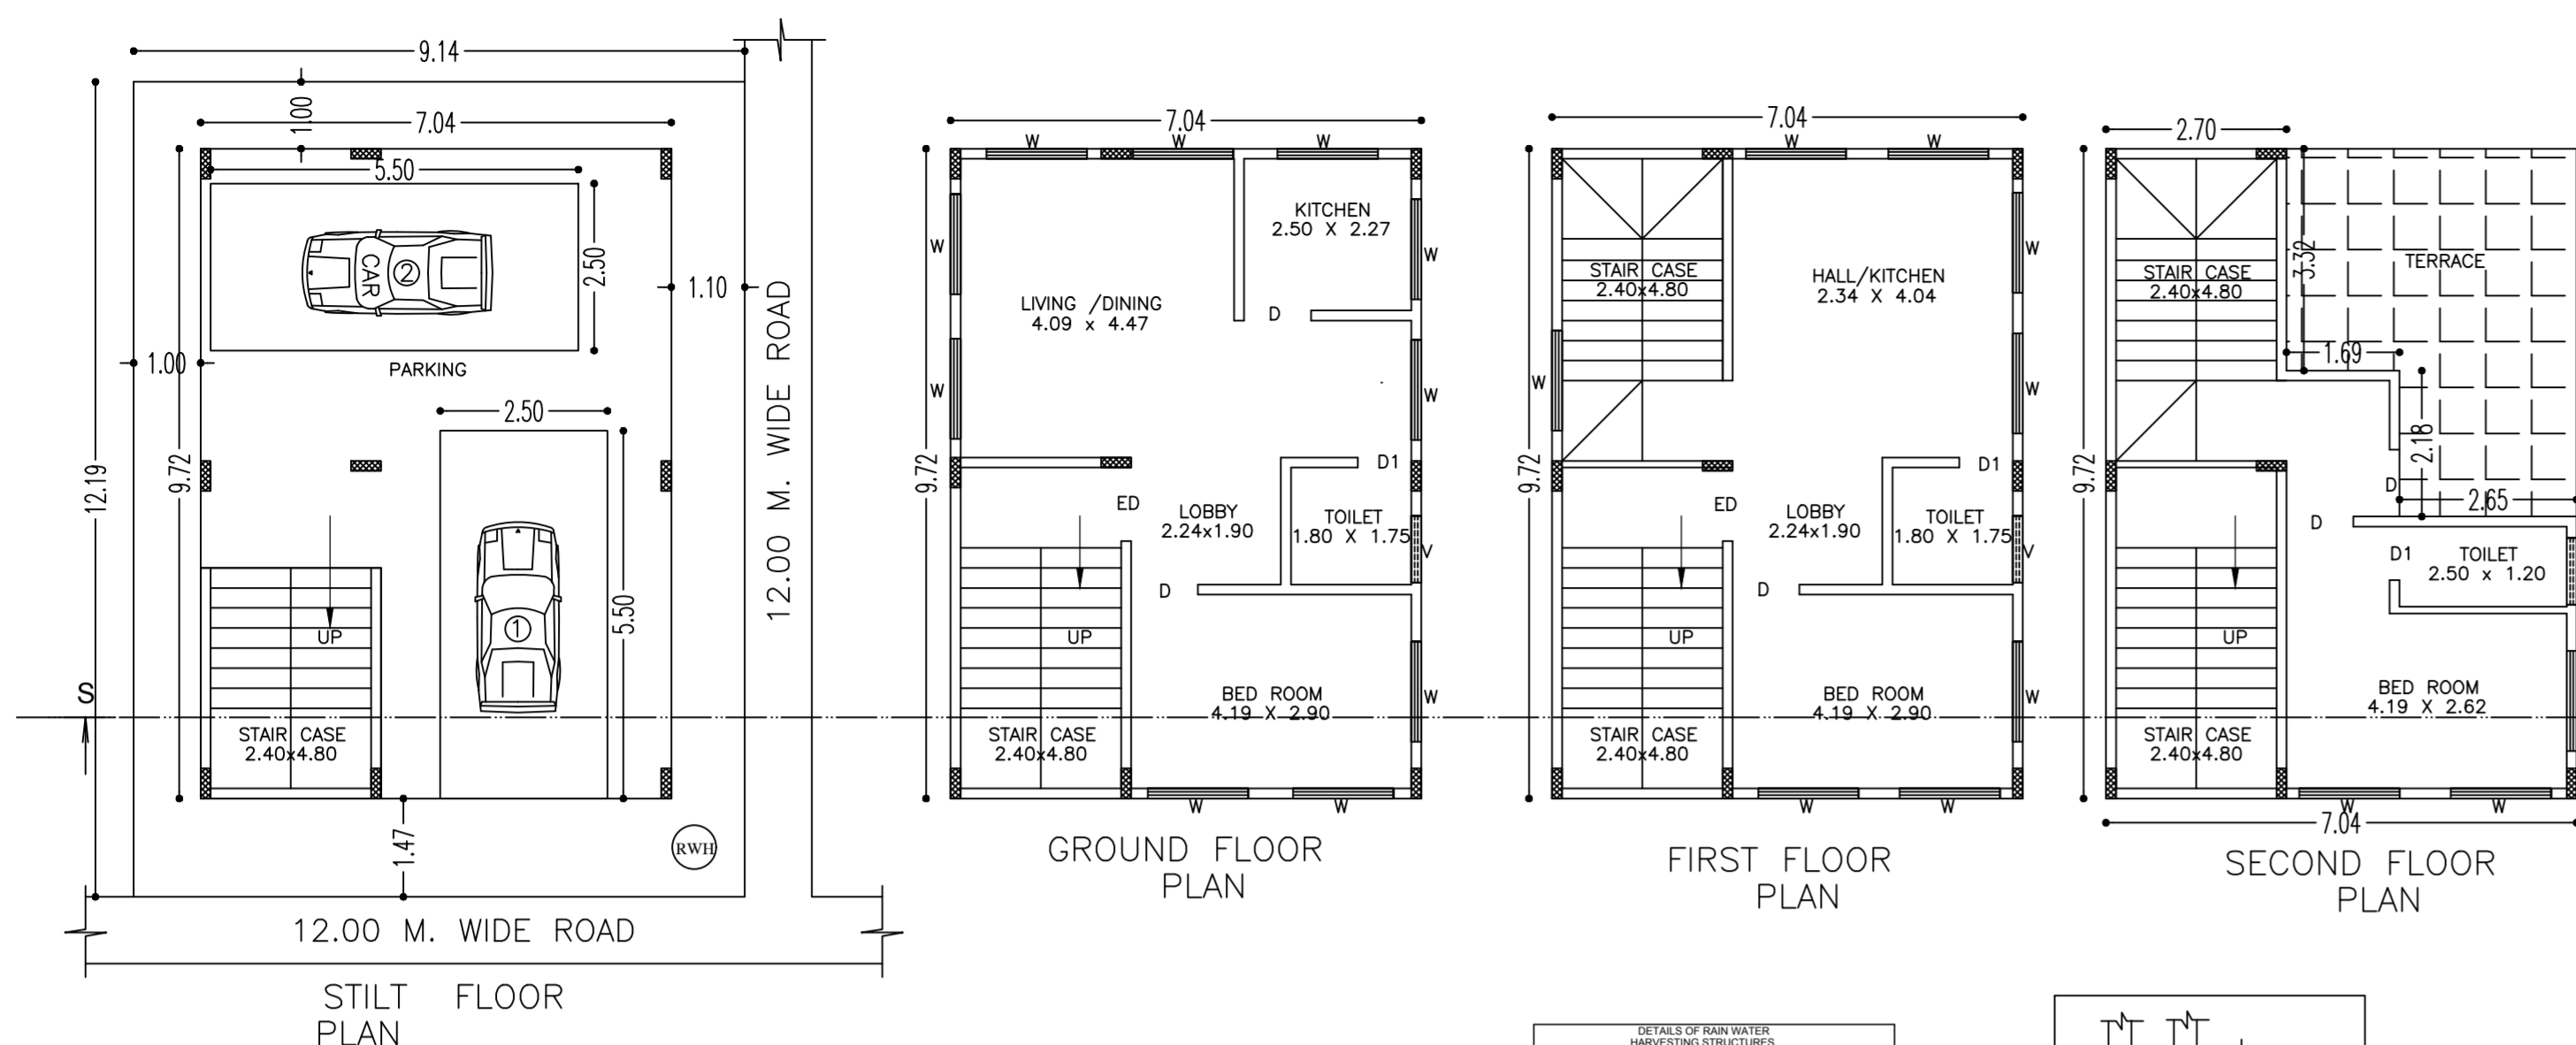 9.14
1.00
7.04
5.50
2.50
CAR
2
1.10
1.00
PARKING
12.19
9.72
2.50
5.50
1
UP
STAIR CASE
2.40x4.80
S
1.47
RWH
12.00 M. WIDE ROAD
12.00 M. WIDE ROAD
STILT FLOOR
PLAN
7.04
W
W
W
KITCHEN
2.50 X 2.27
W
W
LIVING /DINING
4.09 x 4.47
D
W
W
9.72
D1
ED
LOBBY
2.24x1.90
TOILET
1.80 X 1.75
V
D
UP
BED ROOM
4.19 X 2.90
W
STAIR CASE
2.40x4.80
W
W
GROUND FLOOR
PLAN
7.04
W
W
W
STAIR CASE
2.40x4.80
HALL/KITCHEN
2.34 X 4.04
W
W
9.72
D1
ED
LOBBY
2.24x1.90
TOILET
1.80 X 1.75
V
D
UP
BED ROOM
4.19 X 2.90
W
STAIR CASE
2.40x4.80
W
W
FIRST FLOOR
PLAN
2.70
3.32
TERRACE
STAIR CASE
2.40x4.80
1.69
2.18
9.72
D
2.65
D
D1
TOILET
2.50 x 1.20
UP
BED ROOM
4.19 X 2.62
STAIR CASE
2.40x4.80
W
W
7.04
SECOND FLOOR
PLAN
DETAILS OF RAIN WATER
HARVESTING STRUCTURES